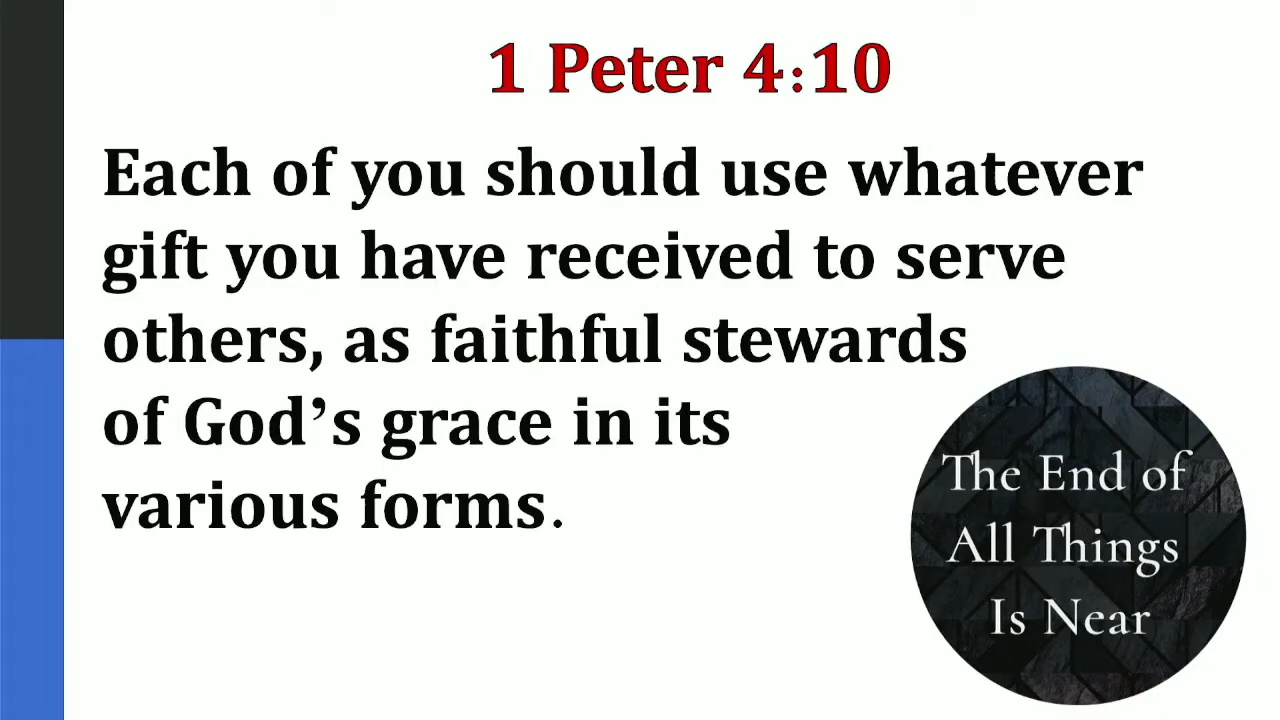 1 Peter 4:10
Each of you should use whatever
gift you have received to serve
others, as faithful stewards
of God’s grace in its
various forms.
The End of
All Things
Is Near